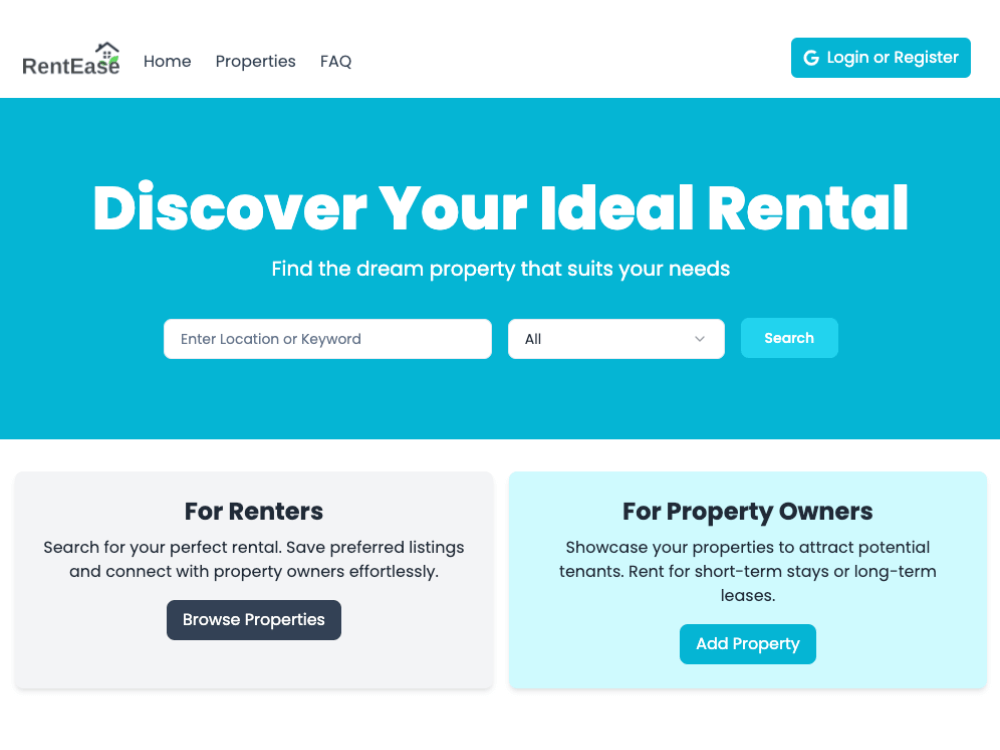 RentEase
Home
Properties
FAQ
Login or Register
Discover Your Ideal Rental
Find the dream property that suits your needs
Enter Location or Keyword
All
Search
For Renters
Search for your perfect rental. Save preferred listings
and connect with property owners effortlessly.
Browse Properties
For Property Owners
Showcase your properties to attract potential
tenants. Rent for short-term stays or long-term
leases.
Add Property